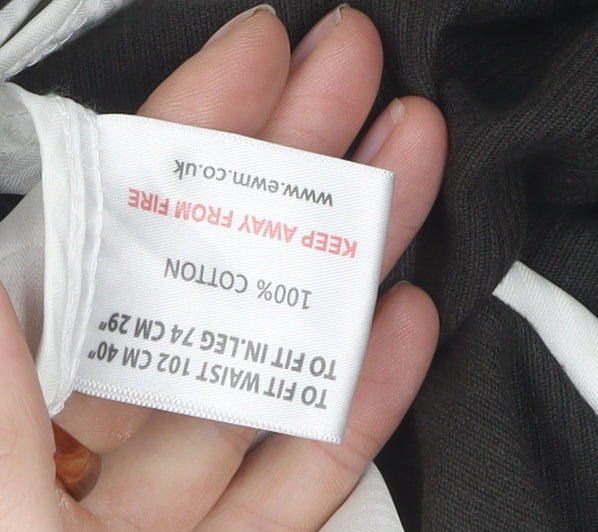 TO FIT WAIST 102 CM 40”
TO FIT IN.LEG 74 CM 29”
100% COTTON
KEEP AWAY FROM FIRE
www.ewm.co.uk